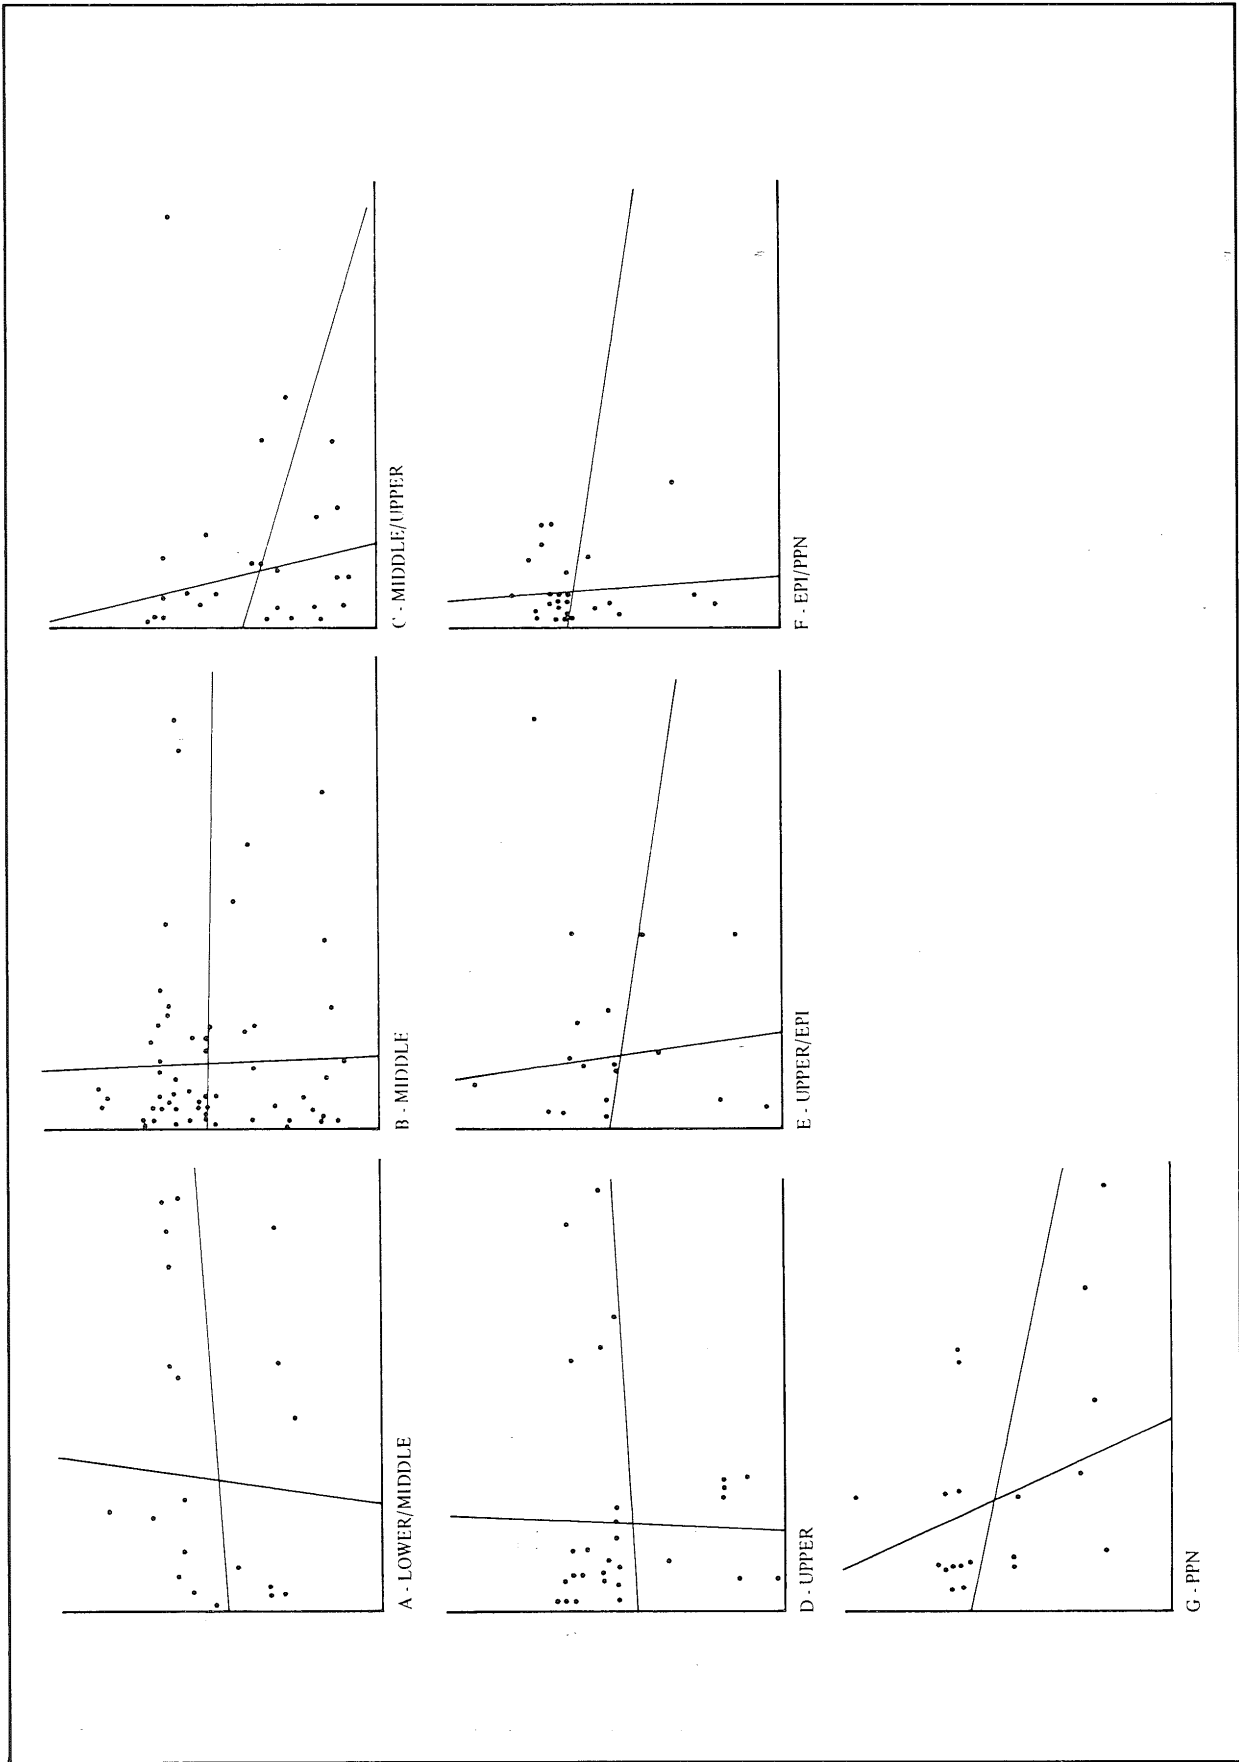 A - LOWER/MIDDLE
B - MIDDLE
C - MIDDLE/UPPER
D - UPPER
E - UPPER/EPI
F - EPI/PPN
G - PPN